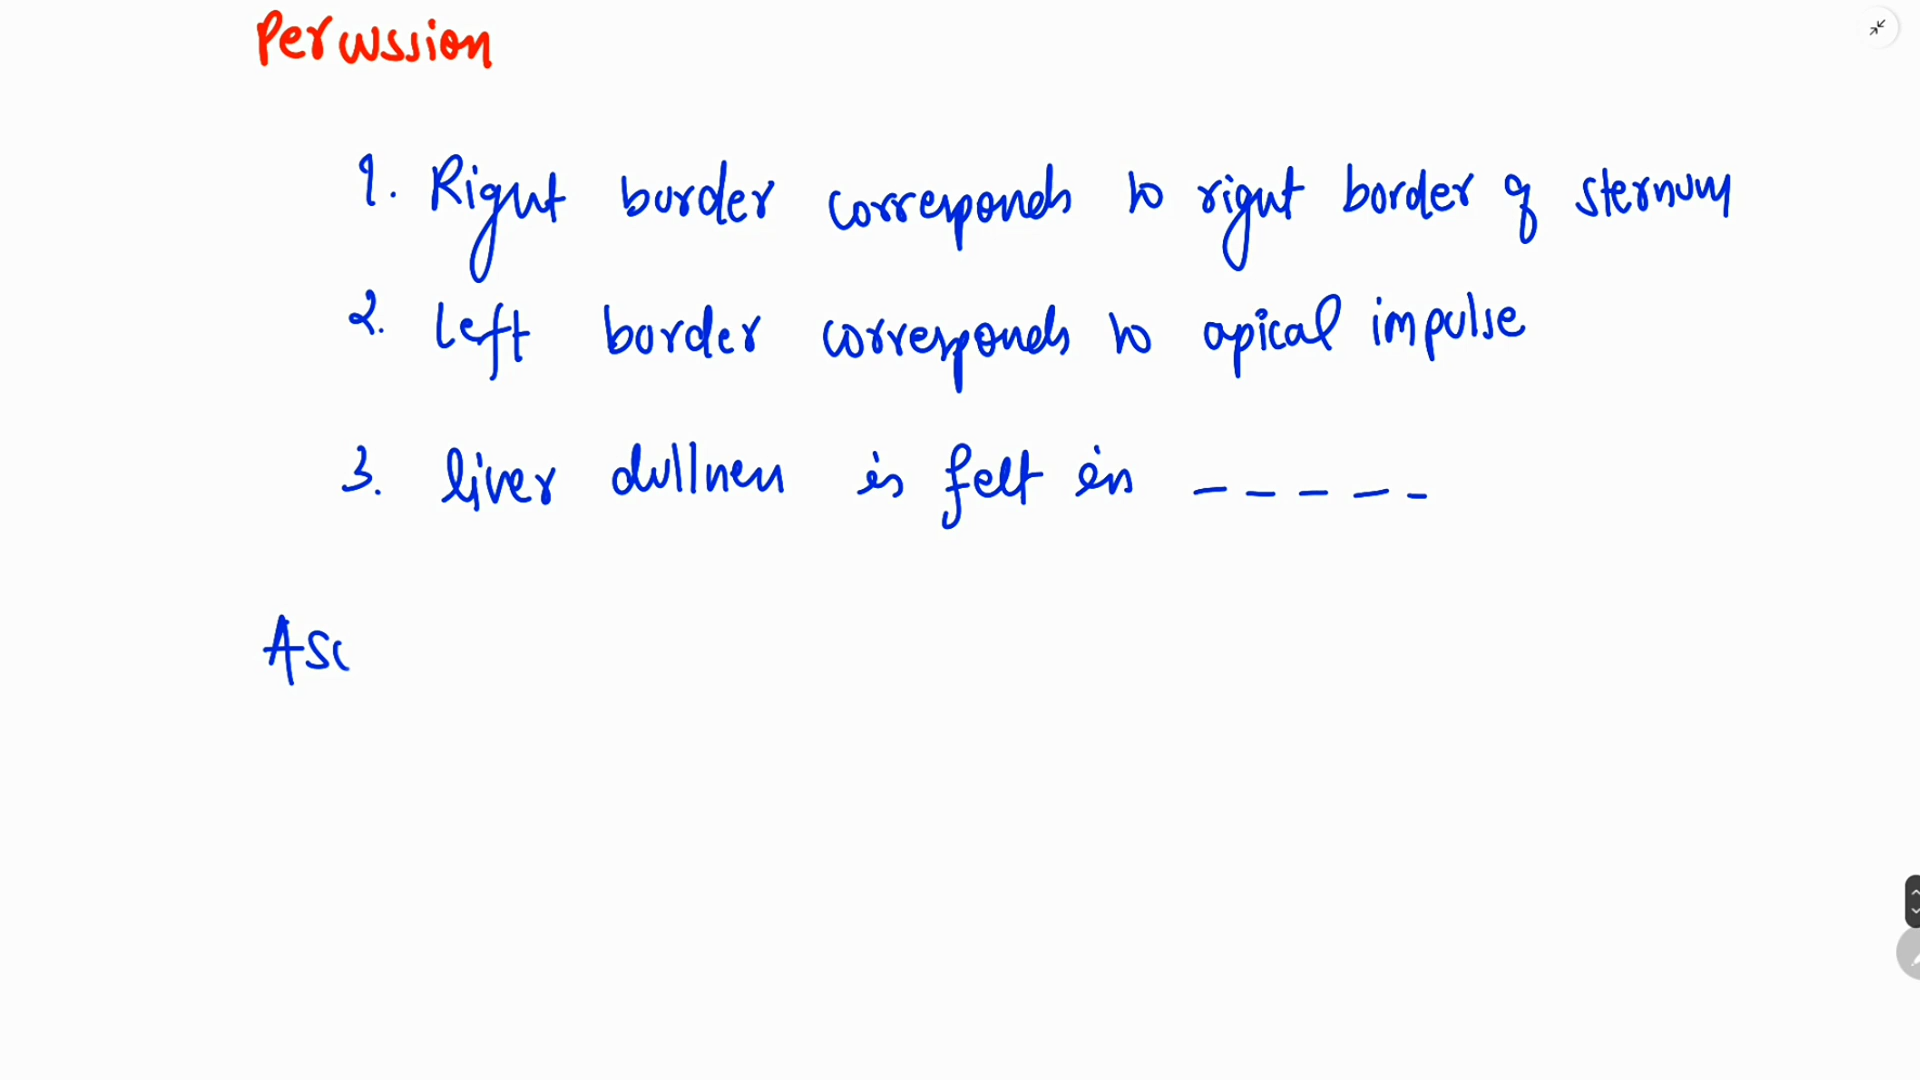 Percussion
1. Right border corresponds to right border of sternum
2. Left border corresponds to apical impulse
3. liver dullness is felt in -----
Asc